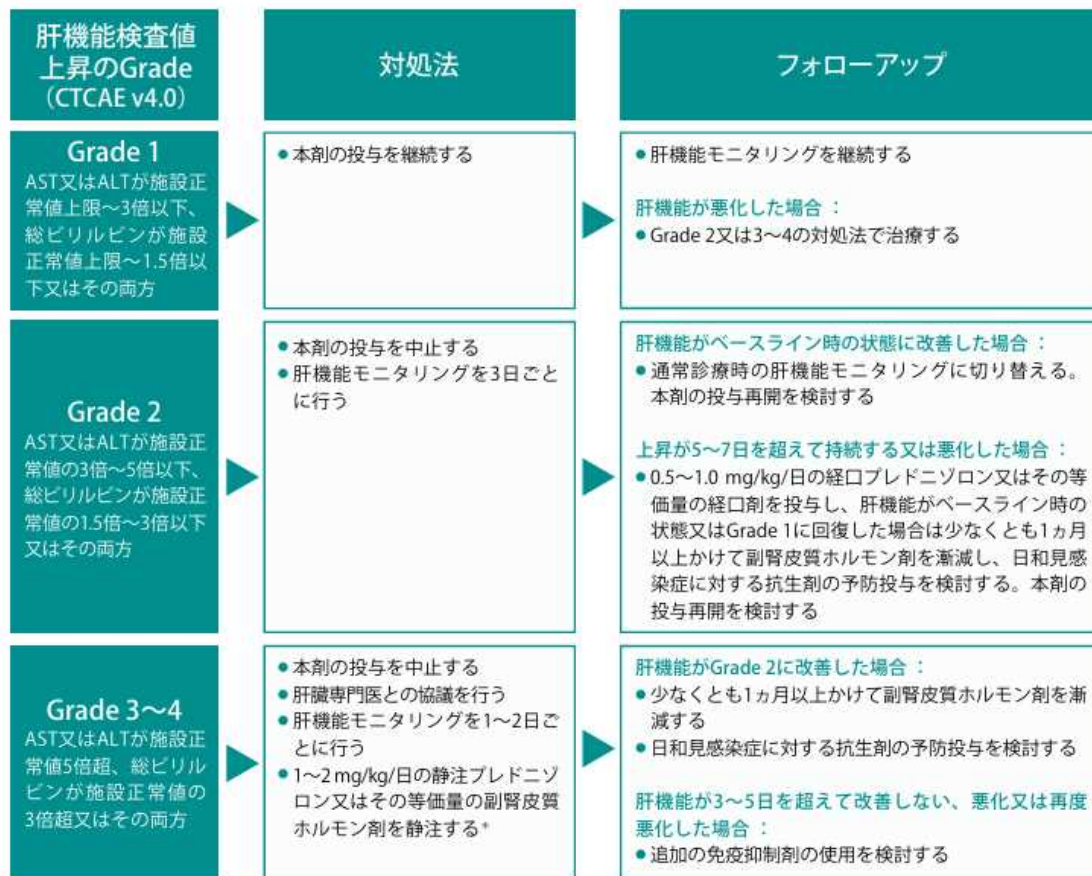 肝機能検査値
上昇のGrade
（CTCAE v4.0）
対処法
フォローアップ
Grade 1
AST又はALTが施設正
常値上限～3倍以下、
総ビリルビンが施設
正常値上限～1.5倍以
下又はその両方
●本剤の投与を継続する
●肝機能モニタリングを継続する
肝機能が悪化した場合：
●Grade 2又は3～4の対処法で治療する
Grade 2
AST又はALTが施設正
常値の3倍～5倍以下、
総ビリルビンが施設正
常値の1.5倍～3倍以下
又はその両方
●本剤の投与を中止する
●肝機能モニタリングを3日ごと
に行う
肝機能がベースライン時の状態に改善した場合：
●通常診療時の肝機能モニタリングに切り替える。
本剤の投与再開を検討する
上昇が5～7日を超えて持続する又は悪化した場合：
●0.5～1.0 mg/kg/日の経口プレドニゾロン又はその等
価量の経口剤を投与し、肝機能がベースライン時の
状態又はGrade 1に回復した場合は少なくとも1ヵ月
以上かけて副腎皮質ホルモン剤を漸減し、日和見感
染症に対する抗生剤の予防投与を検討する。本剤の
投与再開を検討する
Grade 3～4
AST又はALTが施設正
常値5倍超、総ビリル
ビンが施設正常値の
3倍超又はその両方
●本剤の投与を中止する
●肝臓専門医との協議を行う
●肝機能モニタリングを1～2日ご
とに行う
●1～2 mg/kg/日の静注プレドニゾ
ロン又はその等価量の副腎皮質
ホルモン剤を静注する*
肝機能がGrade 2に改善した場合：
●少なくとも1ヵ月以上かけて副腎皮質ホルモン剤を漸
減する
●日和見感染症に対する抗生剤の予防投与を検討する
肝機能が3～5日を超えて改善しない、悪化又は再度
悪化した場合：
●追加の免疫抑制剤の使用を検討する